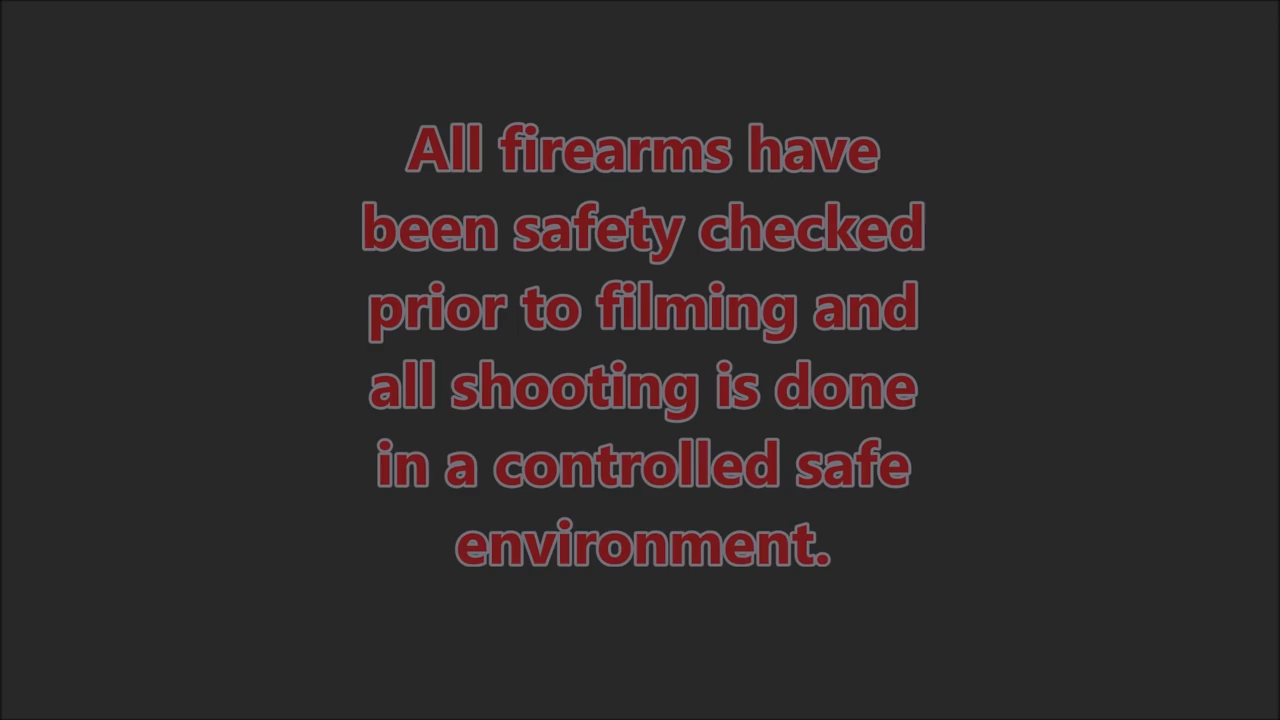 All firearms have
been safety checked
prior to filming and
all shooting is done
in a controlled safe
environment.